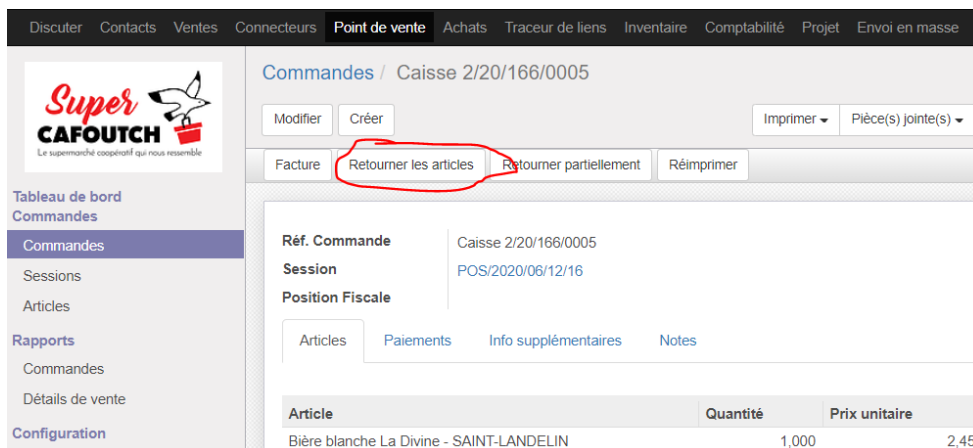 Discuter Contacts Ventes Connecteurs Point de vente Achats Traceur de liens Inventaire Comptabilité Projet Envoi en masse
Super
CAFOUTCH
Le supermarché coopératif qui nous ressemble
Commandes / Caisse 2/20/166/0005
Modifier Créer Imprimer Pièce(s) jointe(s)
Facture Retourner les articles Retourner partiellement Réimprimer
Tableau de bord
Commandes
Commandes
Sessions
Articles
Rapports
Commandes
Détails de vente
Configuration
Réf. Commande Caisse 2/20/166/0005
Session POS/2020/06/12/16
Position Fiscale
Articles Paiements Info supplémentaires Notes
Article Quantité Prix unitaire
Bière blanche La Divine - SAINT-LANDELIN 1,000 2,45